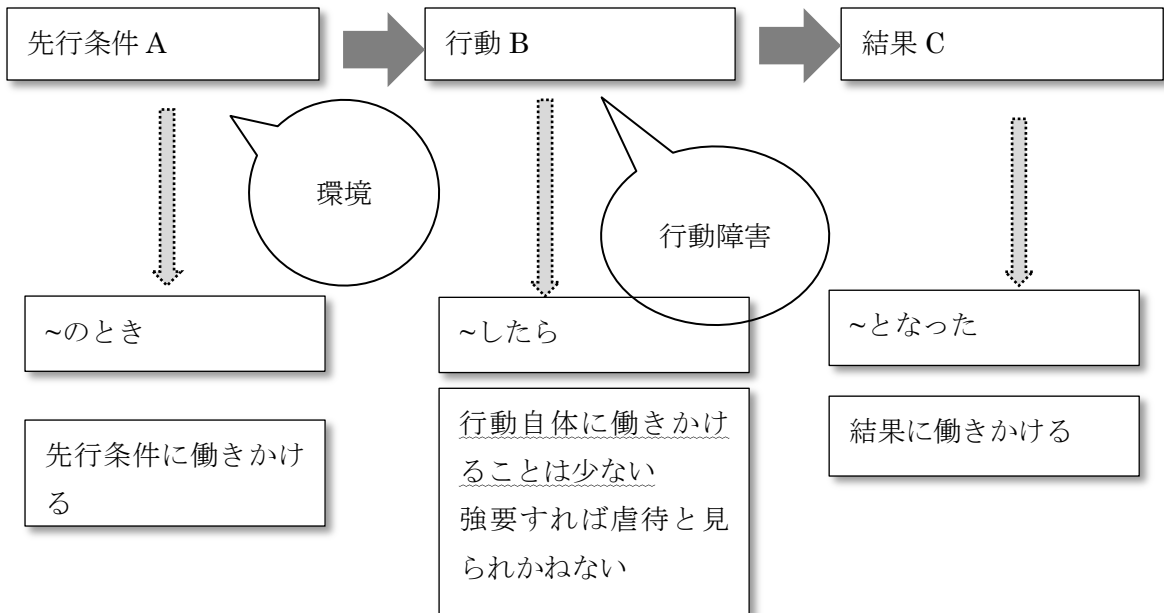 先行条件 A
行動 B
結果 C
環境
行動障害
~のとき
~したら
~となった
先行条件に働きかけ
る
行動自体に働きかけ
ることは少ない
強要すれば虐待と見
られかねない
結果に働きかける